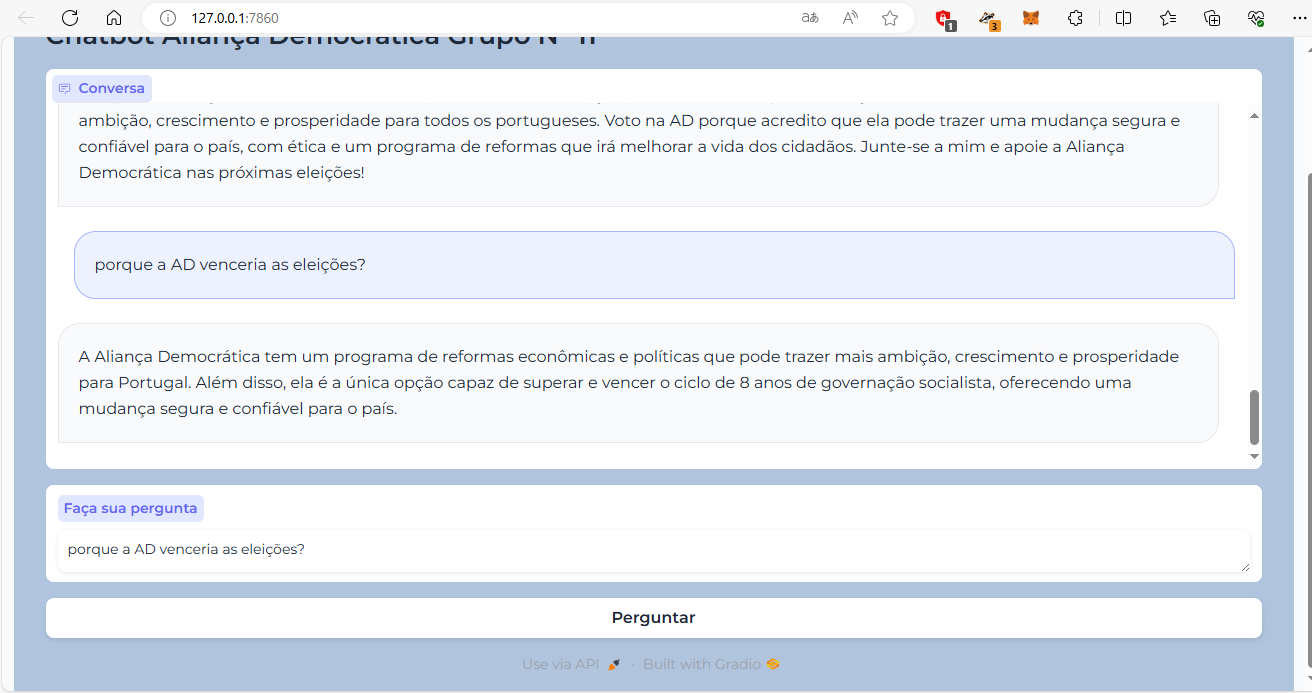 127.0.0.1:7860
Chatbot Aliança Democrática Grupo Nº 11
Conversa
ambição, crescimento e prosperidade para todos os portugueses. Voto na AD porque acredito que ela pode trazer uma mudança segura e
confiável para o país, com ética e um programa de reformas que irá melhorar a vida dos cidadãos. Junte-se a mim e apoie a Aliança
Democrática nas próximas eleições!
porque a AD venceria as eleições?
A Aliança Democrática tem um programa de reformas econômicas e políticas que pode trazer mais ambição, crescimento e prosperidade
para Portugal. Além disso, ela é a única opção capaz de superar e vencer o ciclo de 8 anos de governação socialista, oferecendo uma
mudança segura e confiável para o país.
Faça sua pergunta
porque a AD venceria as eleições?
Perguntar
Use via API · Built with Gradio